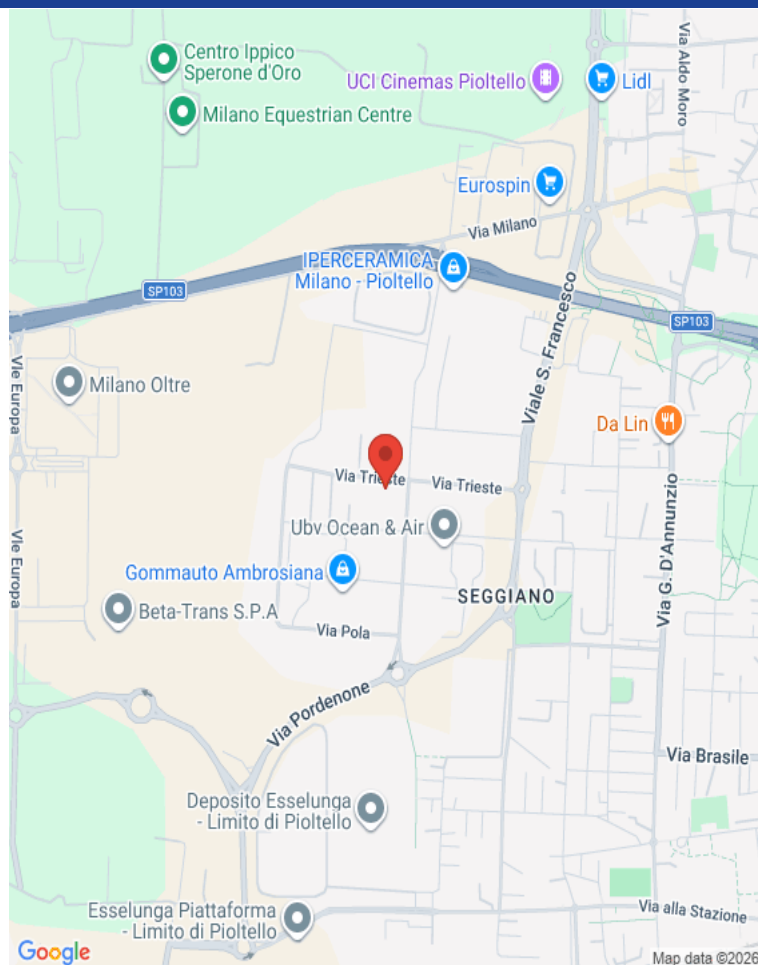 Centro Ippico
Sperone d'Oro
Via Aldo Moro
UCI Cinemas Pioltello
Lidl
Milano Equestrian Centre
Eurospin
Via Milano
IPERCERAMICA
Milano - Pioltello
SP103
SP103
Viale S. Francesco
Vle Europa
Milano Oltre
Da Lin
Via Trieste
Via Trieste
Ubv Ocean & Air
Vle Europa
Via G. D'Annunzio
Gommauto Ambrosiana
SEGGIANO
Beta-Trans S.P.A
Via Pola
Via Pordenone
Via Brasile
Deposito Esselunga
- Limito di Pioltello
Esselunga Piattaforma
- Limito di Pioltello
Via alla Stazione
Google
Map data ©2026